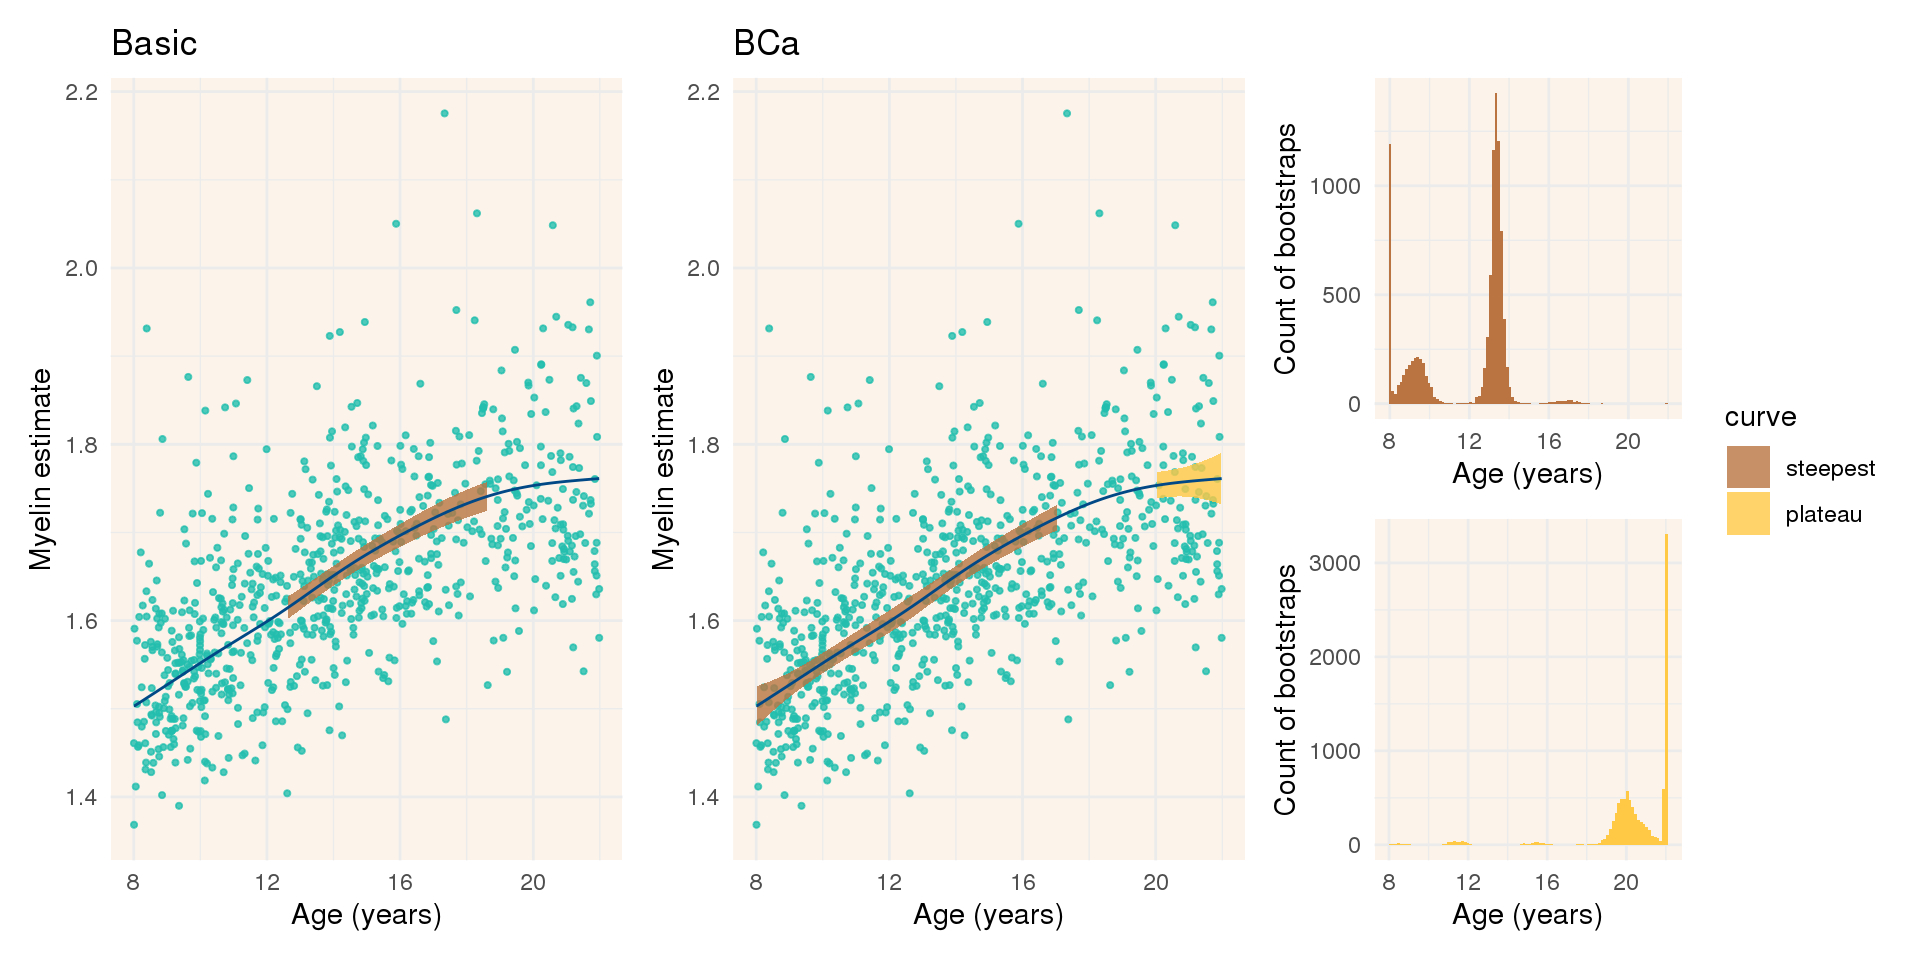 Basic
2.2
2.0
1.8
1.6
1.4
Myelin estimate
8 12 16 20
Age (years)
BCa
2.2
2.0
1.8
1.6
1.4
Myelin estimate
8 12 16 20
Age (years)
1000
500
0
Count of bootstraps
8 12 16 20
Age (years)
3000
2000
1000
0
Count of bootstraps
8 12 16 20
Age (years)
curve
steepest
plateau